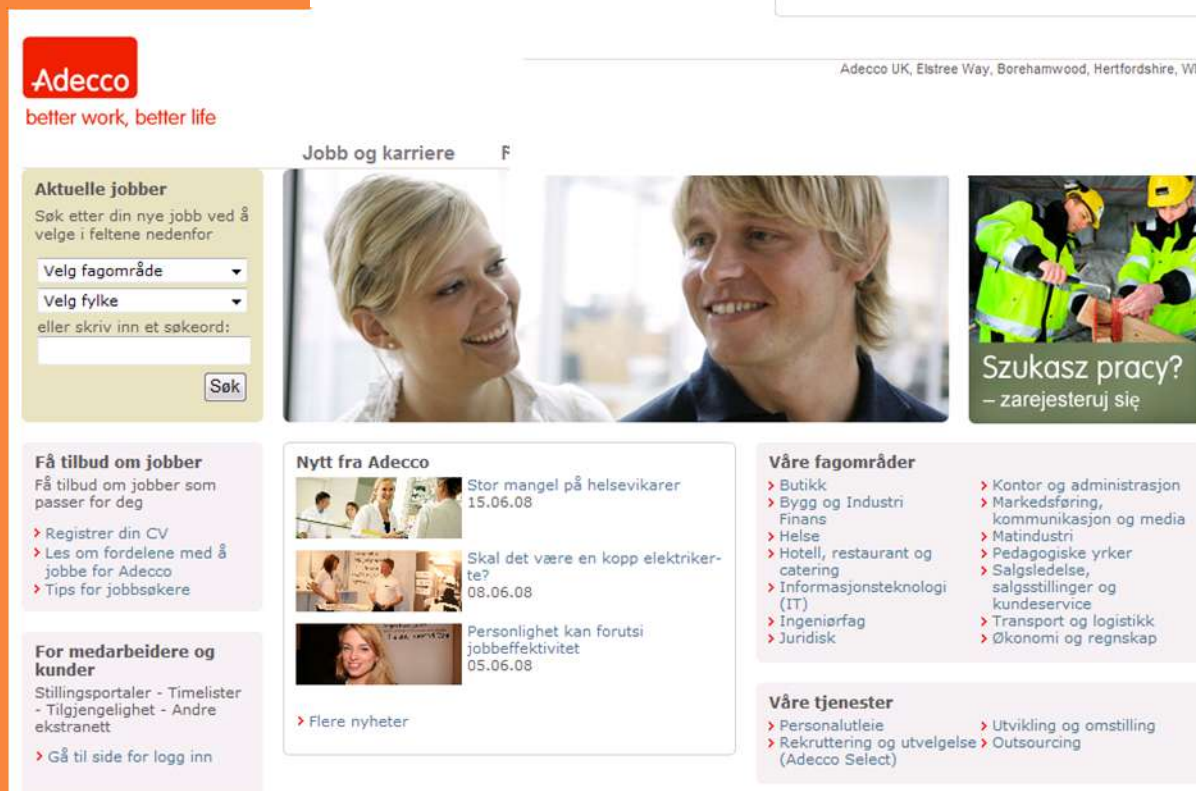 Adecco
better work, better life
Adecco UK, Elstree Way, Borehamwood, Hertfordshire,
Jobb og karriere
Aktuelle jobber
Søk etter din nye jobb ved å
velge i feltene nedenfor
Velg fagområde
Velg fylke
eller skriv inn et søkeord:
Søk
Szukasz pracy?
– zarejesteruj się
Få tilbud om jobber
Få tilbud om jobber som
passer for deg
Registrer din CV
Les om fordelene med å
jobbe for Adecco
Tips for jobbsøkere
For medarbeidere og
kunder
Stillingsportaler - Timelister
- Tilgjengelighet - Andre
ekstranett
Gå til side for logg inn
Nytt fra Adecco
Stor mangel på helsevikarer
15.06.08
Skal det være en kopp elektriker-
te?
08.06.08
Personlighet kan forutsi
jobbeffektivitet
05.06.08
Flere nyheter
Våre fagområder
Butikk
Bygg og Industri
Finans
Helse
Hotell, restaurant og
catering
Informasjonsteknologi
(IT)
Ingeniørfag
Juridisk
Kontor og administrasjon
Markedsføring,
kommunikasjon og media
Matindustri
Pedagogiske yrker
Salgsledelse,
salgsstillinger og
kundeservice
Transport og logistikk
Økonomi og regnskap
Våre tjenester
Personalutleie
Rekruttering og utvelgelse
(Adecco Select)
Utvikling og omstilling
Outsourcing